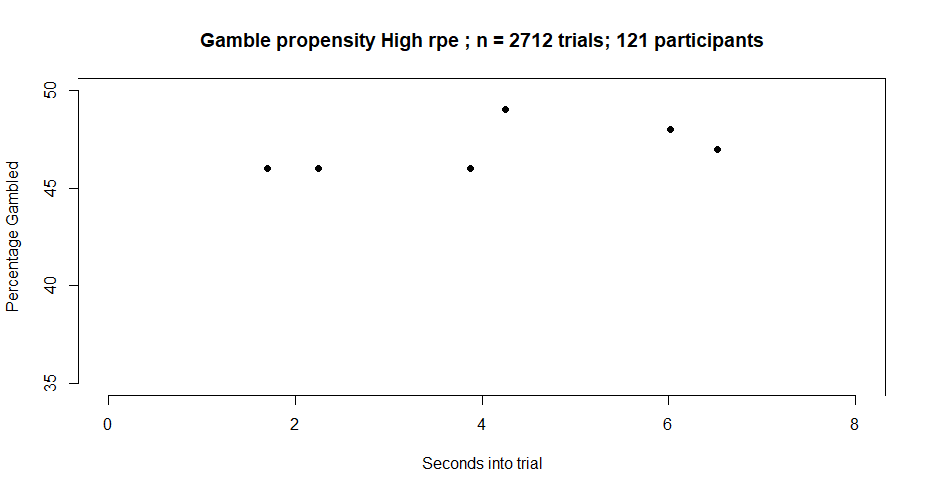 Gamble propensity High rpe ; n = 2712 trials; 121 participants
50
45
40
35
Percentage Gambled
0 2 4 6 8
Seconds into trial